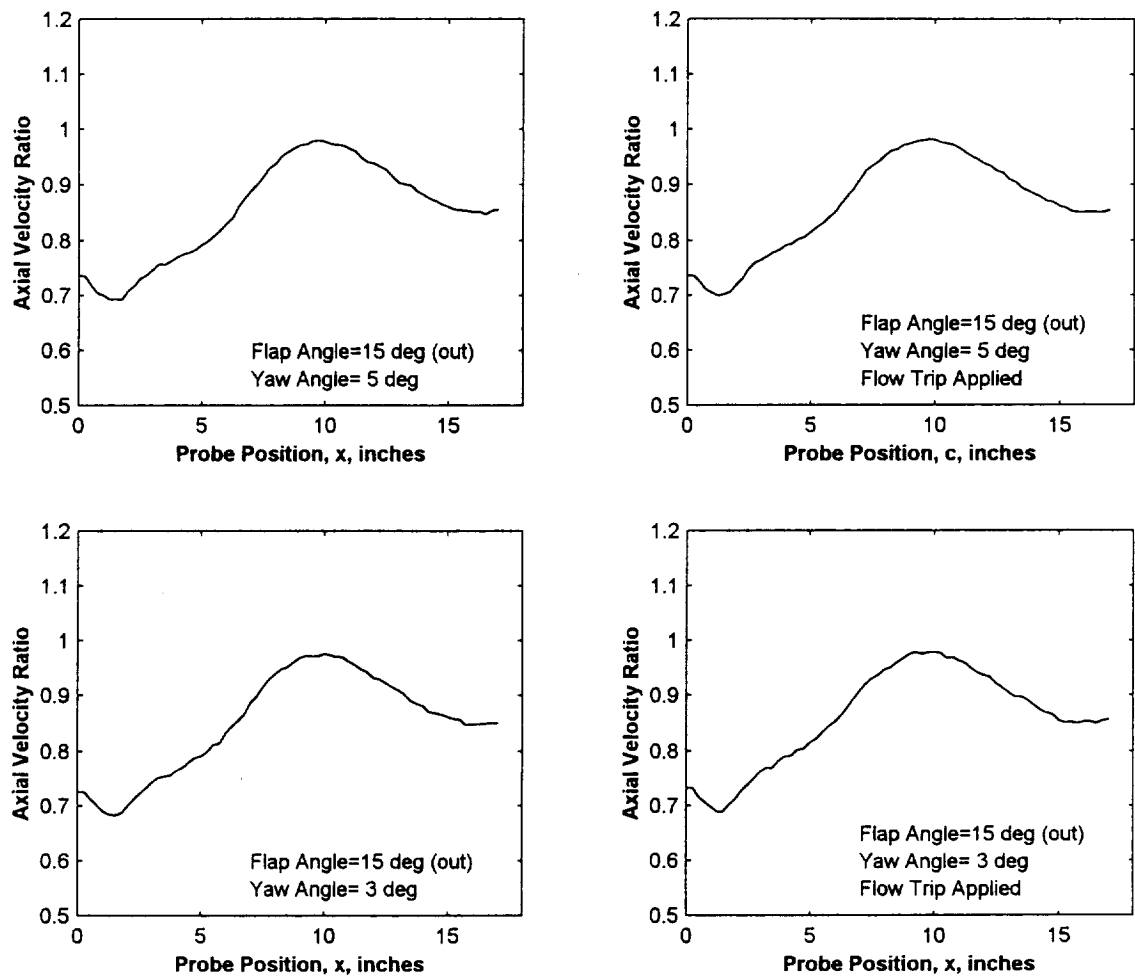 1.2
1.1
1
0.9
0.8
0.7
0.6
0.5
Axial Velocity Ratio
Flap Angle=15 deg (out)
Yaw Angle= 5 deg
0 5 10 15
Probe Position, x, inches
1.2
1.1
1
0.9
0.8
0.7
0.6
0.5
Axial Velocity Ratio
Flap Angle=15 deg (out)
Yaw Angle= 5 deg
Flow Trip Applied
0 5 10 15
Probe Position, c, inches
1.2
1.1
1
0.9
0.8
0.7
0.6
0.5
Axial Velocity Ratio
Flap Angle=15 deg (out)
Yaw Angle= 3 deg
0 5 10 15
Probe Position, x, inches
1.2
1.1
1
0.9
0.8
0.7
0.6
0.5
Axial Velocity Ratio
Flap Angle=15 deg (out)
Yaw Angle= 3 deg
Flow Trip Applied
0 5 10 15
Probe Position, x, inches